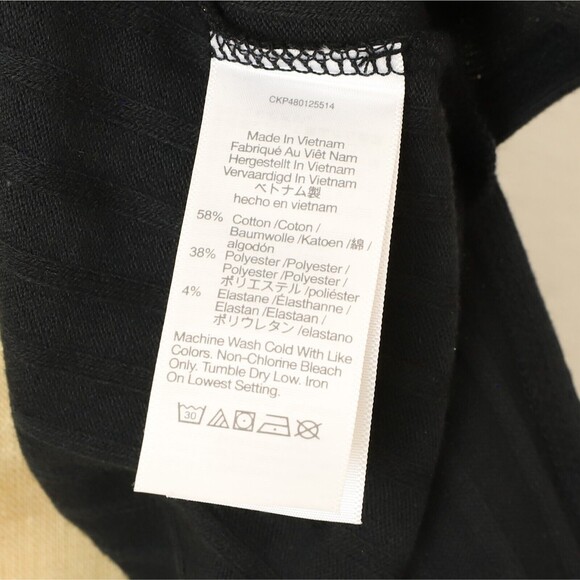 CKP480125514
Made In Vietnam
Fabriqué Au Viêt Nam
Hergestellt In Vietnam
Vervaardigd In Vietnam
ベトナム製
hecho en vietnam
58% Cotton /Coton /
Baumwolle /Katoen /綿 /
algodón
38% Polyester /Polyester /
Polyester /Polyester /
ポリエステル /poliéster
4% Elastane /Élasthanne /
Elastan /Elastaan /
ポリウレタン /elastano
Machine Wash Cold With Like
Colors. Non-Chlorine Bleach
Only. Tumble Dry Low. Iron
On Lowest Setting.
30